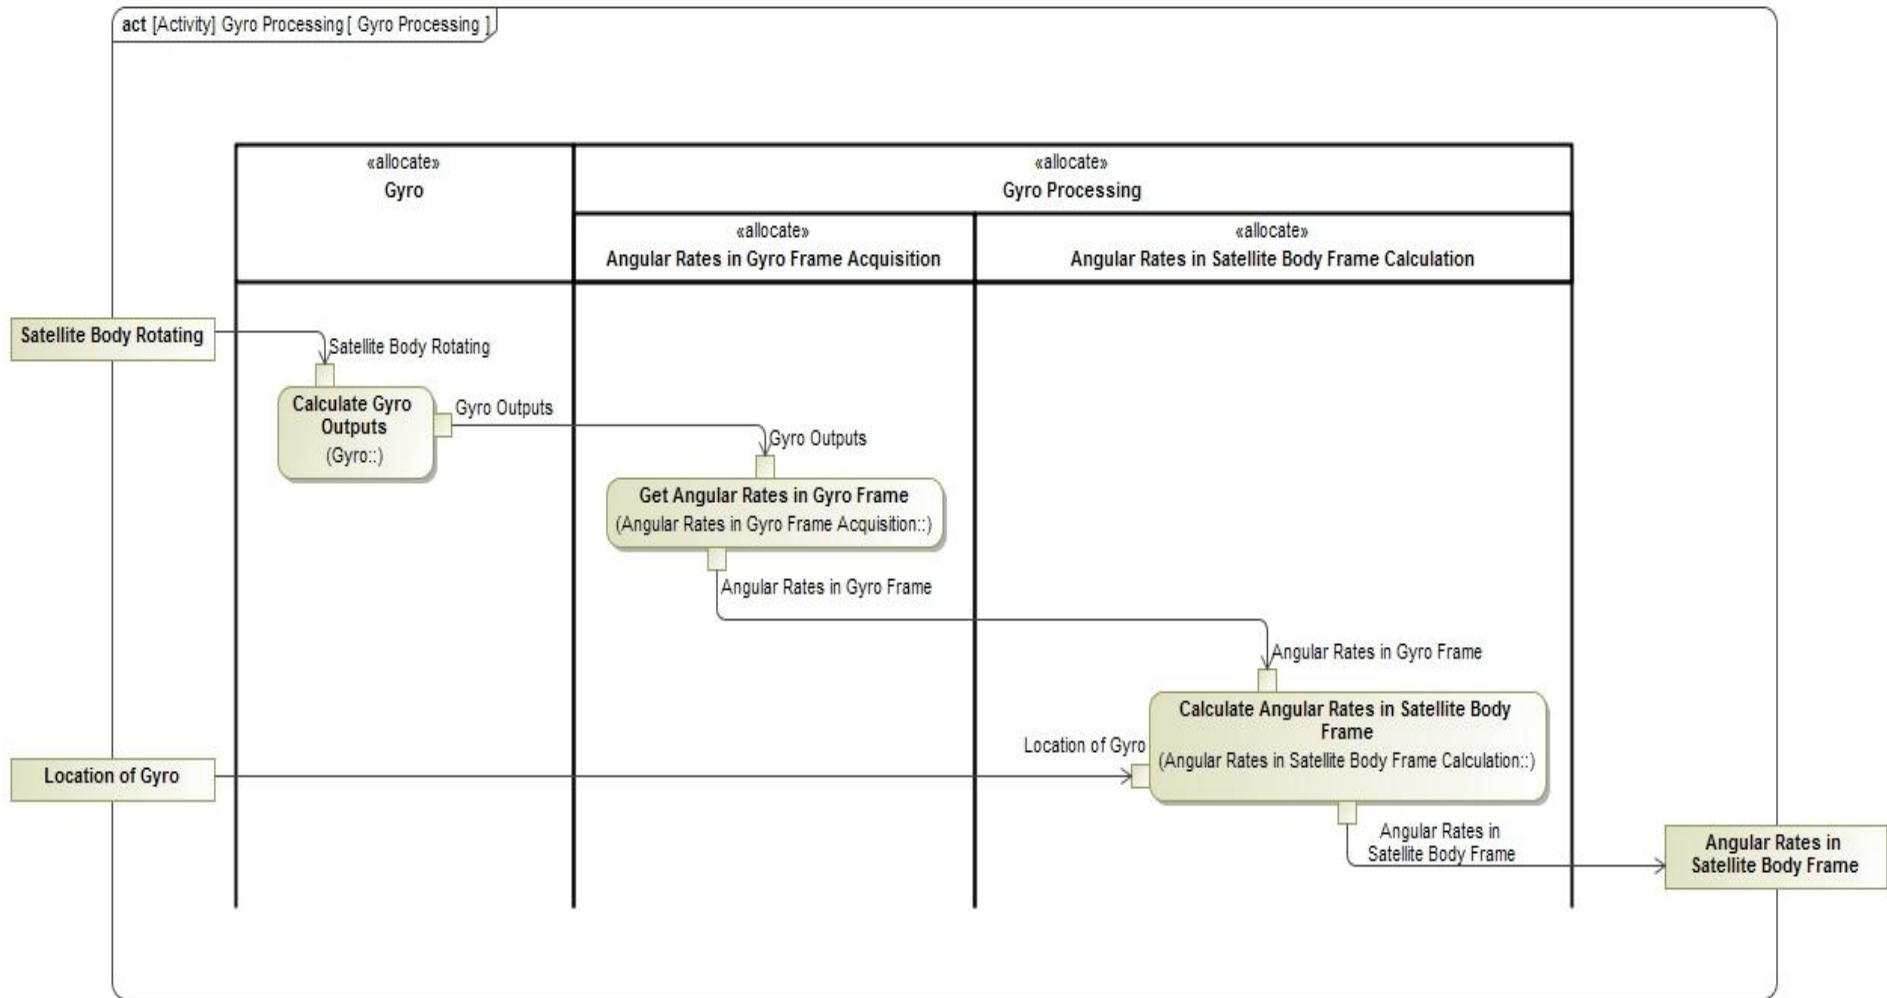 act [Activity] Gyro Processing [ Gyro Processing ]
«allocate»
Gyro
«allocate»
Gyro Processing
«allocate»
Angular Rates in Gyro Frame Acquisition
«allocate»
Angular Rates in Satellite Body Frame Calculation
Satellite Body Rotating
Satellite Body Rotating
Calculate Gyro
Outputs
(Gyro::)
Gyro Outputs
Gyro Outputs
Get Angular Rates in Gyro Frame
(Angular Rates in Gyro Frame Acquisition::)
Angular Rates in Gyro Frame
Angular Rates in Gyro Frame
Calculate Angular Rates in Satellite Body
Frame
(Angular Rates in Satellite Body Frame Calculation::)
Location of Gyro
Location of Gyro
Angular Rates in
Satellite Body Frame
Angular Rates in
Satellite Body Frame